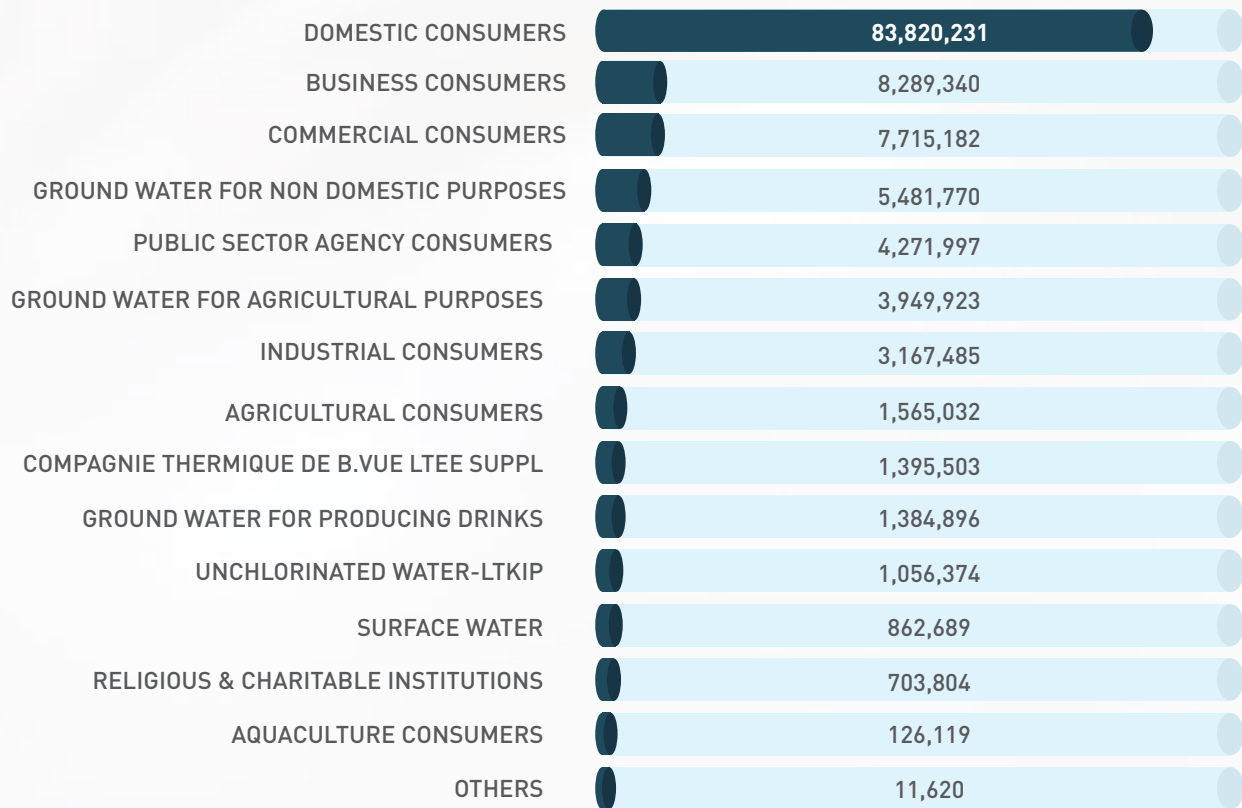 DOMESTIC CONSUMERS 83,820,231
BUSINESS CONSUMERS 8,289,340
COMMERCIAL CONSUMERS 7,715,182
GROUND WATER FOR NON DOMESTIC PURPOSES 5,481,770
PUBLIC SECTOR AGENCY CONSUMERS 4,271,997
GROUND WATER FOR AGRICULTURAL PURPOSES 3,949,923
INDUSTRIAL CONSUMERS 3,167,485
AGRICULTURAL CONSUMERS 1,565,032
COMPAGNIE THERMIQUE DE B.VUE LTEE SUPPL 1,395,503
GROUND WATER FOR PRODUCING DRINKS 1,384,896
UNCHLORINATED WATER-LTKIP 1,056,374
SURFACE WATER 862,689
RELIGIOUS & CHARITABLE INSTITUTIONS 703,804
AQUACULTURE CONSUMERS 126,119
OTHERS 11,620